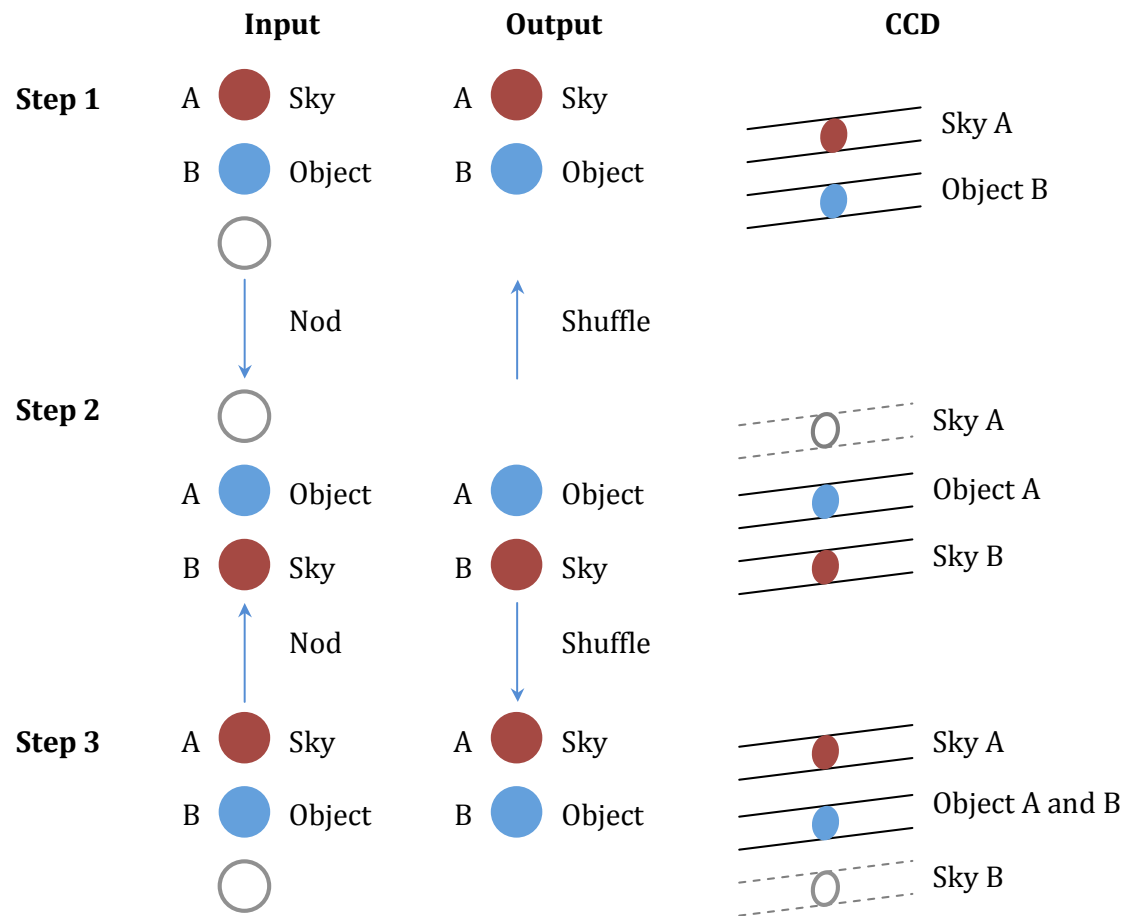 Input Output CCD
Step 1 A Sky A Sky Sky A
B Object B Object Object B
Nod Shuffle
Step 2 Sky A
A Object A Object Object A
B Sky B Sky Sky B
Nod Shuffle
Step 3 A Sky A Sky Sky A
B Object B Object Object A and B
Sky B